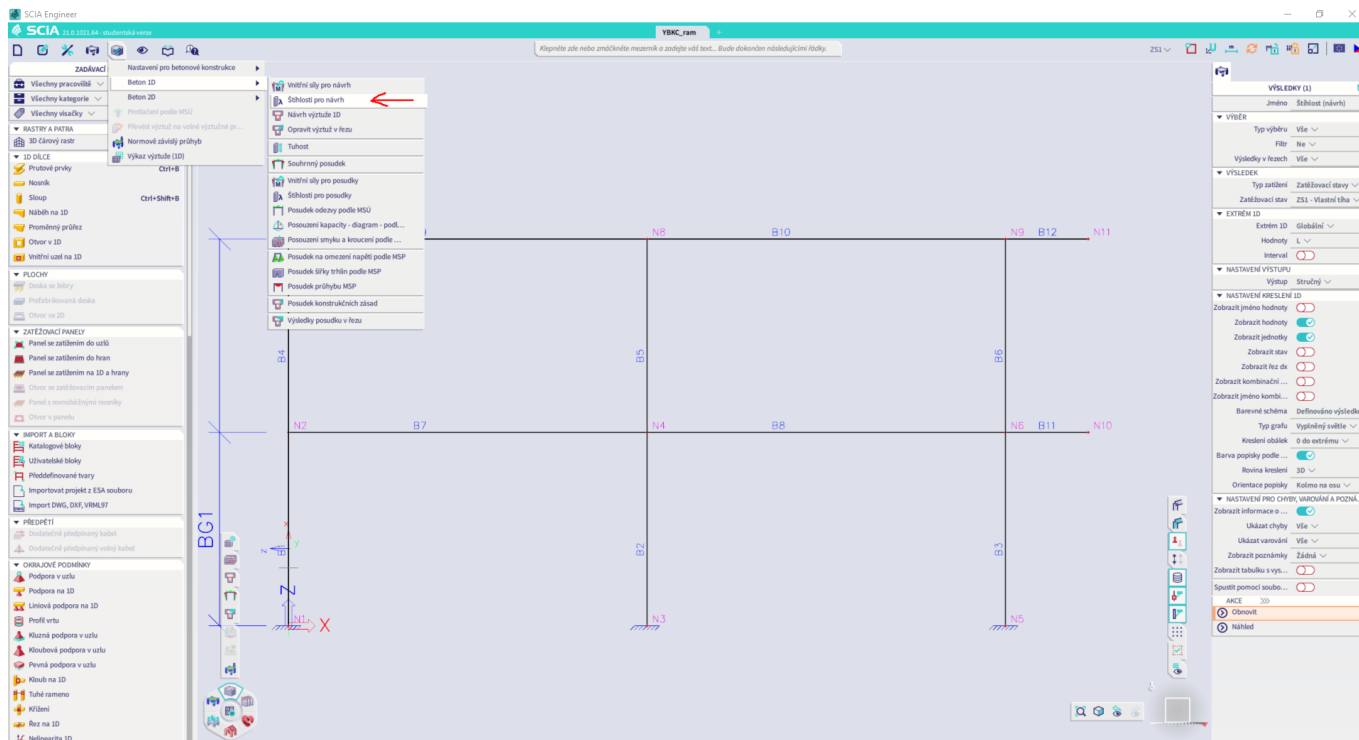 SCIA Engineer
SCIA 21.0.1021.64 - studentská verze
YBKC_ram
Klepněte zde nebo zmáčkněte mezerník a zadejte váš text... Bude dokončen následujícími řádky.
ZS1
ZADÁVACÍ
Všechny pracoviště
Všechny kategorie
Všechny visačky
RASTRY A PATRA
3D čárový rastr
1D DÍLCE
Prutové prvky Ctrl+B
Nosník
Sloup Ctrl+Shift+B
Náběh na 1D
Proměnný průřez
Otvor v 1D
Vnitřní uzel na 1D
PLOCHY
Deska se žebry
Prefabrikovaná deska
Otvor ve 2D
ZATĚŽOVACÍ PANELY
Panel se zatížením do uzlů
Panel se zatížením do hran
Panel se zatížením na 1D a hrany
Otvor se zatěžovacím panelem
Panel s rovnoběžnými nosníky
Otvor v panelu
IMPORT A BLOKY
Katalogové bloky
Uživatelské bloky
Předdefinované tvary
Importovat projekt z ESA souboru
Import DWG, DXF, VRML97
PŘEDPĚTÍ
Dodatečně předpínaný kabel
Dodatečně předpínaný volný kabel
OKRAJOVÉ PODMÍNKY
Podpora v uzlu
Podpora na 1D
Liniová podpora na 1D
Profil vrtu
Kluzná podpora v uzlu
Kloubová podpora v uzlu
Pevná podpora v uzlu
Kloub na 1D
Tuhé rameno
Křížení
Řez na 1D
Nelinearita 1D
Nastavení pro betonové konstrukce
Beton 1D
Beton 2D
Protlačení podle MSÚ
Převést výztuž na volné výztužné pr...
Normově závislý průhyb
Výkaz výztuže (1D)
Vnitřní síly pro návrh
Štíhlosti pro návrh
Návrh výztuže 1D
Opravit výztuž v řezu
Tuhost
Souhrnný posudek
Vnitřní síly pro posudky
Štíhlosti pro posudky
Posudek odezvy podle MSÚ
Posouzení kapacity - diagram - podl...
Posouzení smyku a kroucení podle ...
Posudek na omezení napětí podle MSP
Posudek šířky trhlin podle MSP
Posudek průhybu MSP
Posudek konstrukčních zásad
Výsledky posudku v řezu
N8 B10 N9 B12 N11
B4 B5 B6
N2 B7 N4 B8 N6 B11 N10
BG1
x
y
z
B2 B3
Z
N1 X N3 N5
VÝSLEDKY (1)
Jméno Štíhlost (návrh)
VÝBĚR
Typ výběru Vše
Filtr Ne
Výsledky v řezech Vše
VÝSLEDEK
Typ zatížení Zatěžovací stavy
Zatěžovací stav ZS1 - Vlastní tíha
EXTRÉM 1D
Extrém 1D Globální
Hodnoty L
Interval
NASTAVENÍ VÝSTUPU
Výstup Stručný
NASTAVENÍ KRESLENÍ 1D
Zobrazit jméno hodnoty
Zobrazit hodnoty
Zobrazit jednotky
Zobrazit stav
Zobrazit řez dx
Zobrazit kombinační ...
Zobrazit jméno kombi...
Barevné schéma Definováno výsledke
Typ grafu Vyplněný světle
Kreslení obálek 0 do extrému
Barva popisky podle ...
Rovina kreslení 3D
Orientace popisky Kolmo na osu
NASTAVENÍ PRO CHYBY, VAROVÁNÍ A POZNÁ...
Zobrazit informace o ...
Ukázat chyby Vše
Ukázat varování Vše
Zobrazit poznámky Žádná
Zobrazit tabulku s vys...
Spustit pomocí soubo...
AKCE
Obnovit
Náhled